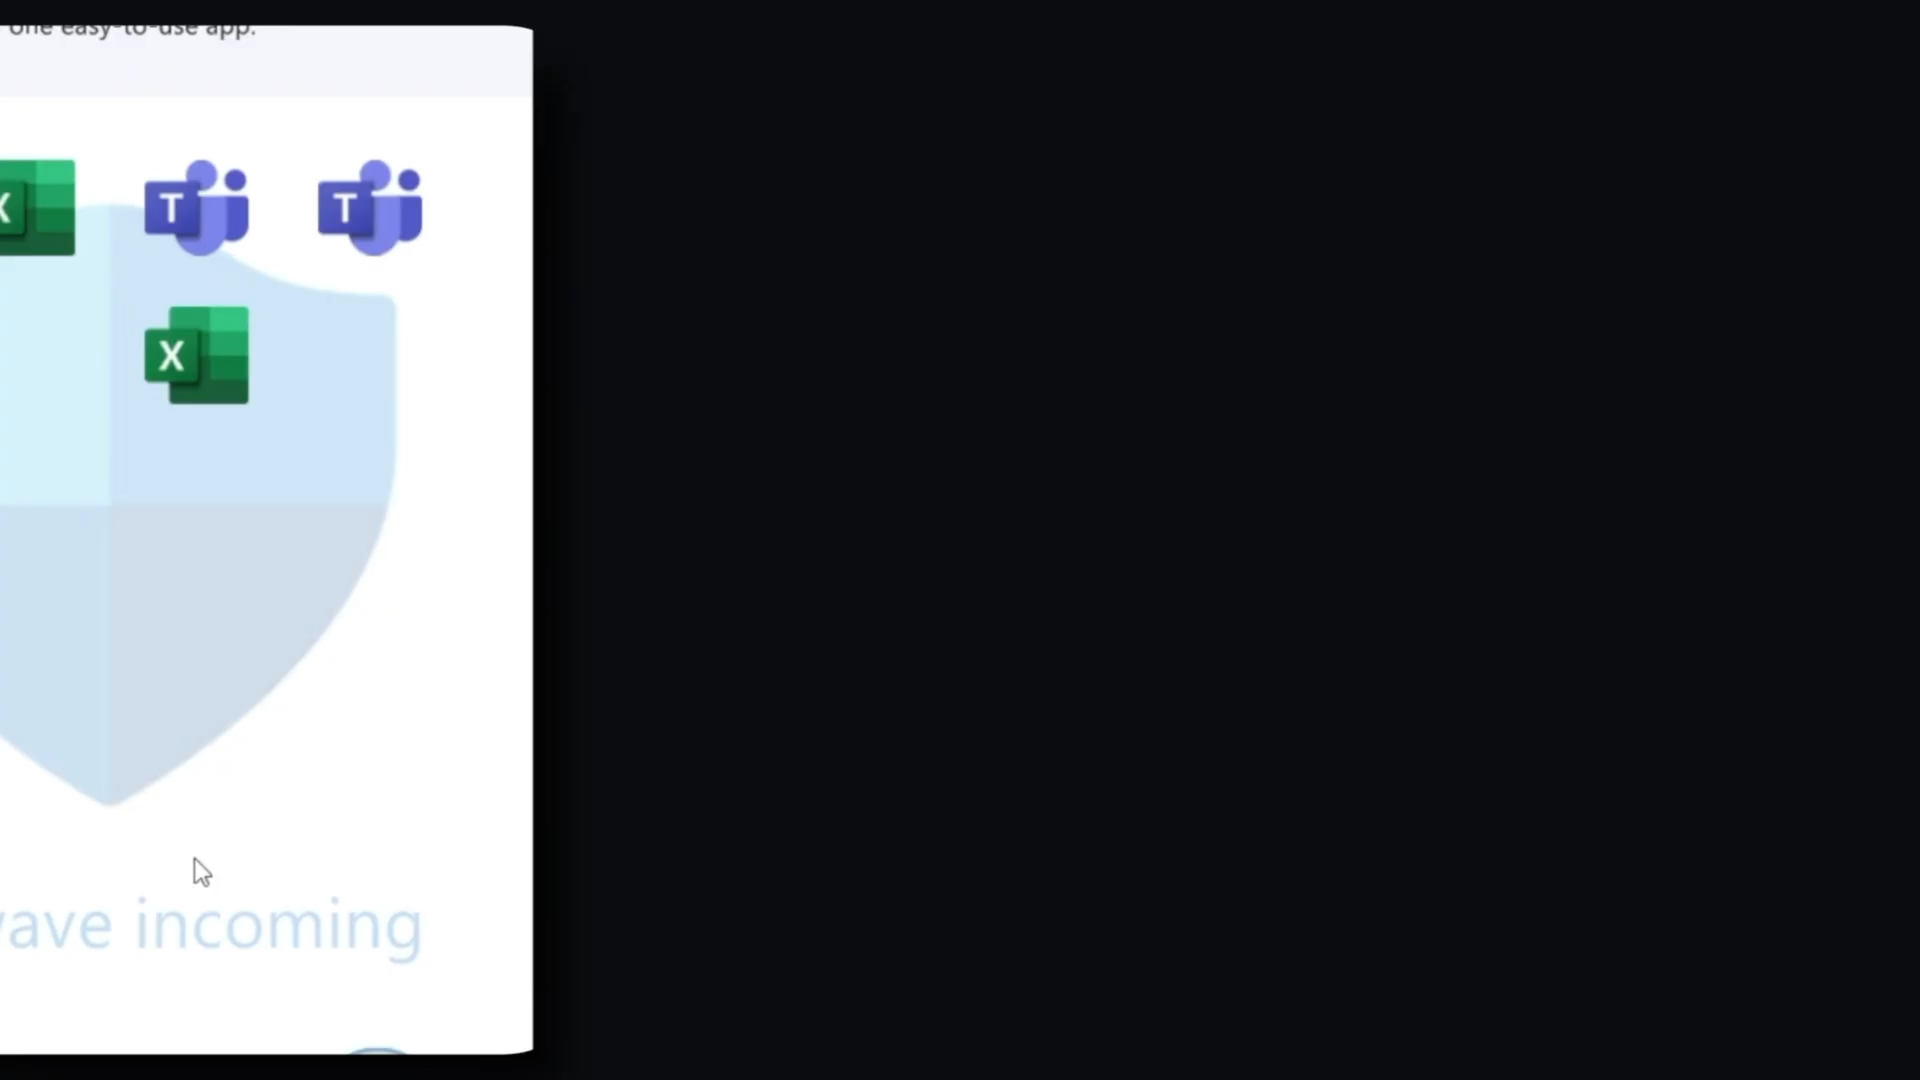 one easy-to-use app.
X T T
X
ave incoming